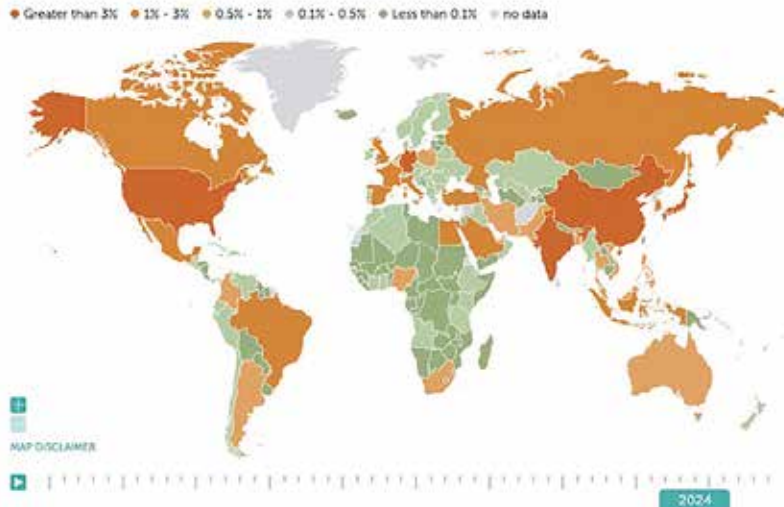 Greater than 3% 1% - 3% 0.5% - 1% 0.1% - 0.5% Less than 0.1% no data
MAP DISCLAIMER
2024